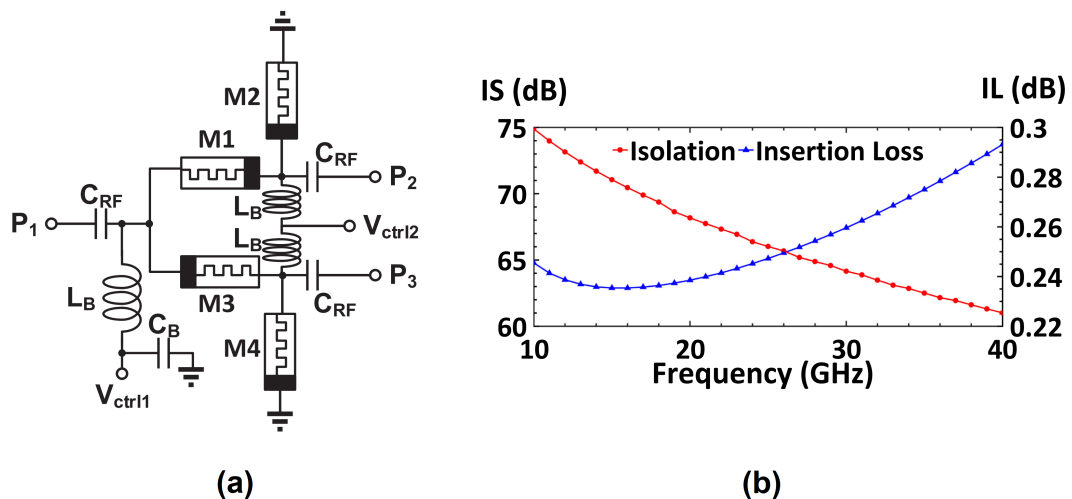 M2
M1
C_RF
P_2
C_RF
P_1
L_B
V_ctrl2
L_B
L_B
P_3
M3
C_RF
C_B
M4
V_ctrl1
(a)
IS (dB)
IL (dB)
75
0.3
Isolation
Insertion Loss
0.28
70
0.26
65
0.24
60
0.22
10
20
30
40
Frequency (GHz)
(b)